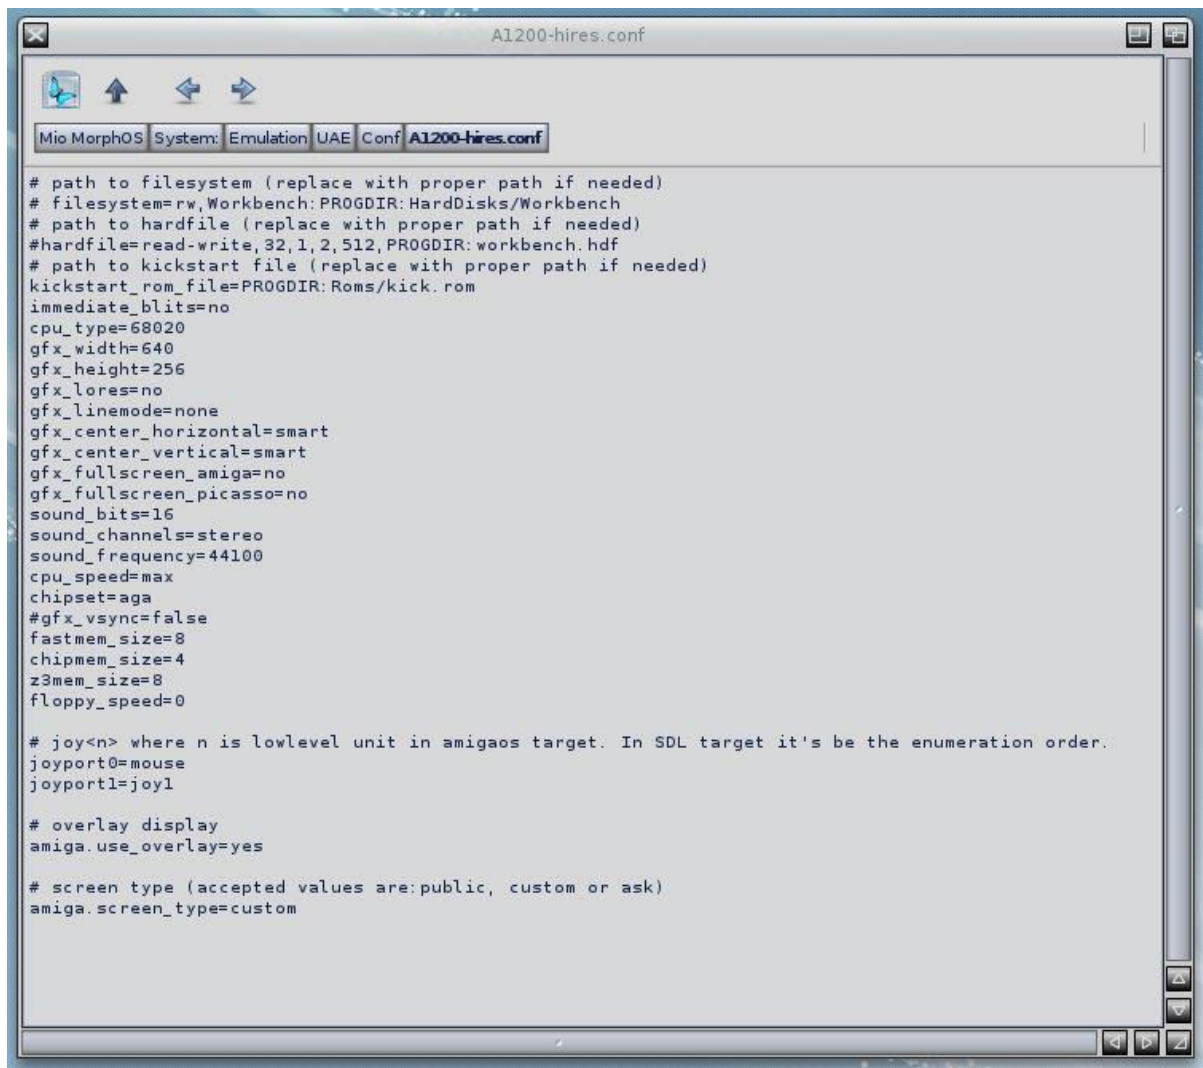 A1200-hires.conf
Mio MorphOS System: Emulation UAE Conf A1200-hires.conf
# path to filesystem (replace with proper path if needed)
# filesystem=rw,Workbench:PROGDIR:HardDisks/Workbench
# path to hardfile (replace with proper path if needed)
#hardfile=read-write,32,1,2,512,PROGDIR:workbench.hdf
# path to kickstart file (replace with proper path if needed)
kickstart_rom_file=PROGDIR:Roms/kick.rom
immediate_blits=no
cpu_type=68020
gfx_width=640
gfx_height=256
gfx_lores=no
gfx_linemode=none
gfx_center_horizontal=smart
gfx_center_vertical=smart
gfx_fullscreen_amiga=no
gfx_fullscreen_picasso=no
sound_bits=16
sound_channels=stereo
sound_frequency=44100
cpu_speed=max
chipset=aga
#gfx_vsync=false
fastmem_size=8
chipmem_size=4
z3mem_size=8
floppy_speed=0
# joy<n> where n is lowlevel unit in amigaos target. In SDL target it's be the enumeration order.
joyport0=mouse
joyport1=joy1
# overlay display
amiga.use_overlay=yes
# screen type (accepted values are:public, custom or ask)
amiga.screen_type=custom